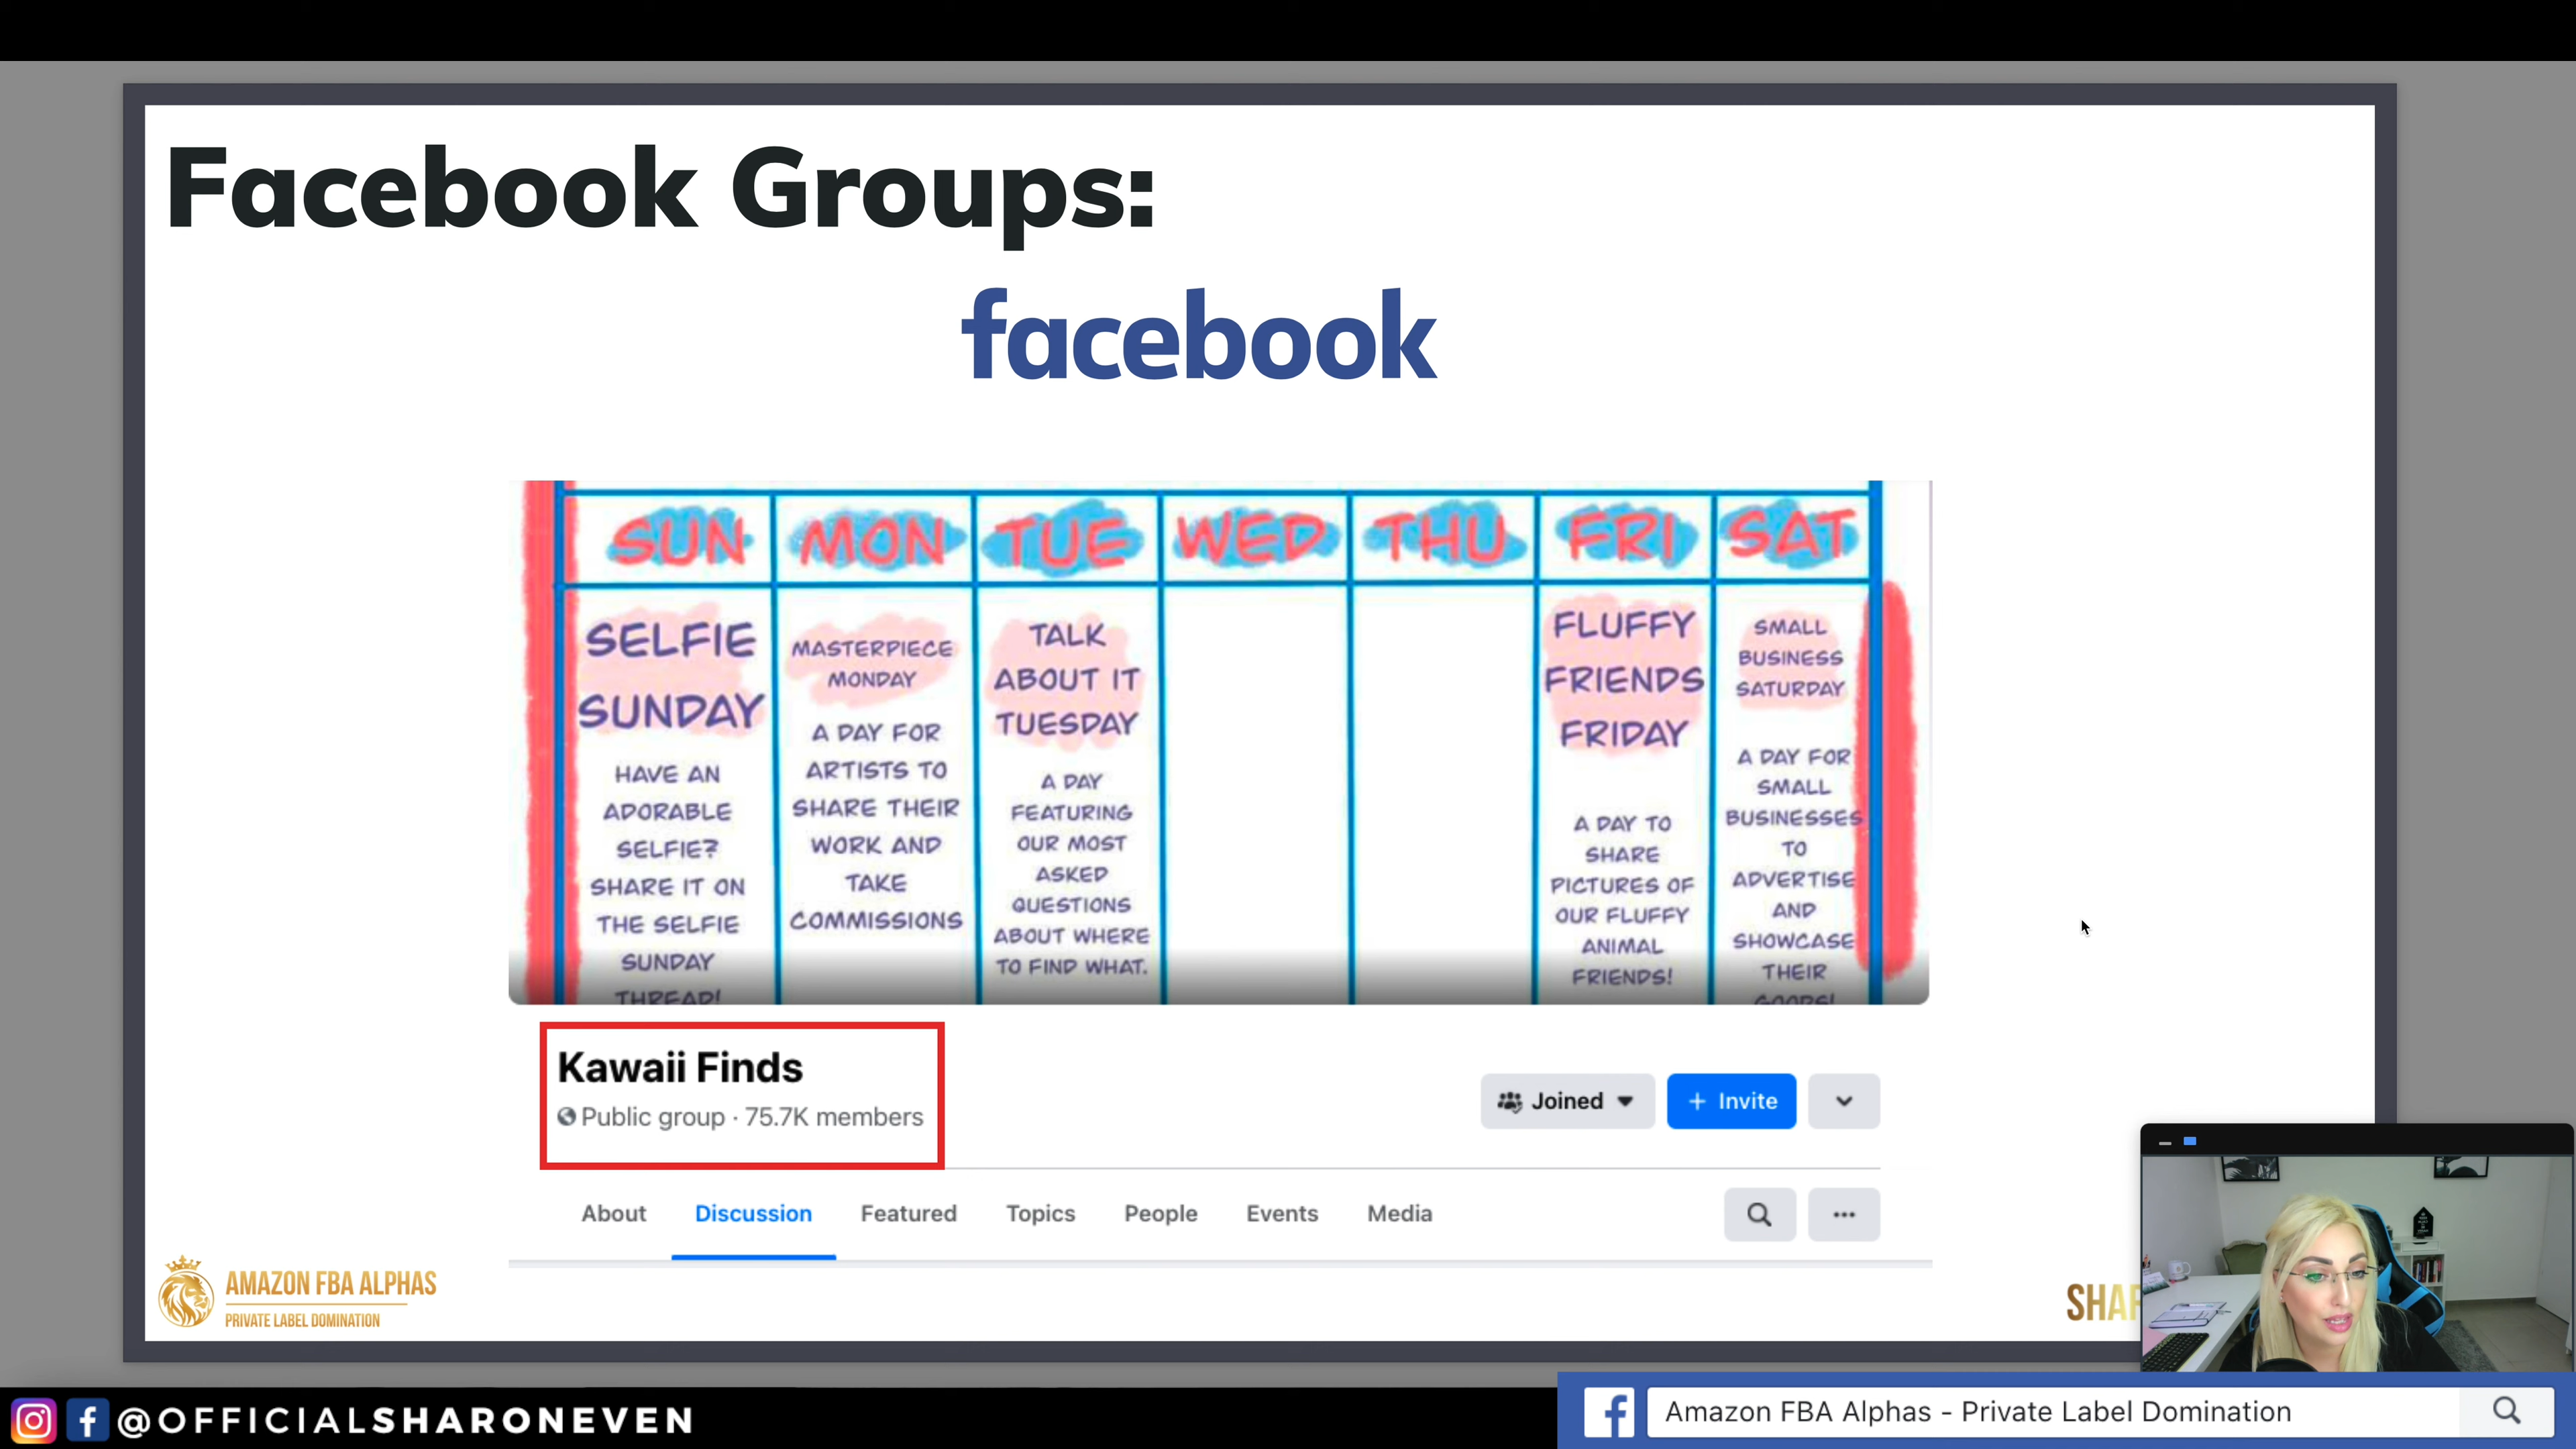 Facebook Groups:
facebook
SUN
MON
TUE
WED
THU
FRI
SAT
SELFIE
SUNDAY
HAVE AN
ADORABLE
SELFIE?
SHARE IT ON
THE SELFIE
SUNDAY
THREAD!
MASTERPIECE
MONDAY
A DAY FOR
ARTISTS TO
SHARE THEIR
WORK AND
TAKE
COMMISSIONS
TALK
ABOUT IT
TUESDAY
A DAY
FEATURING
OUR MOST
ASKED
QUESTIONS
ABOUT WHERE
TO FIND WHAT.
FLUFFY
FRIENDS
FRIDAY
A DAY TO
SHARE
PICTURES OF
OUR FLUFFY
ANIMAL
FRIENDS!
SMALL
BUSINESS
SATURDAY
A DAY FOR
SMALL
BUSINESSES
TO
ADVERTISE
AND
SHOWCASE
THEIR
GOODS!
Kawaii Finds
Public group · 75.7K members
Joined
+ Invite
About Discussion Featured Topics People Events Media
AMAZON FBA ALPHAS
PRIVATE LABEL DOMINATION
@OFFICIALSHARONEVEN
Amazon FBA Alphas - Private Label Domination